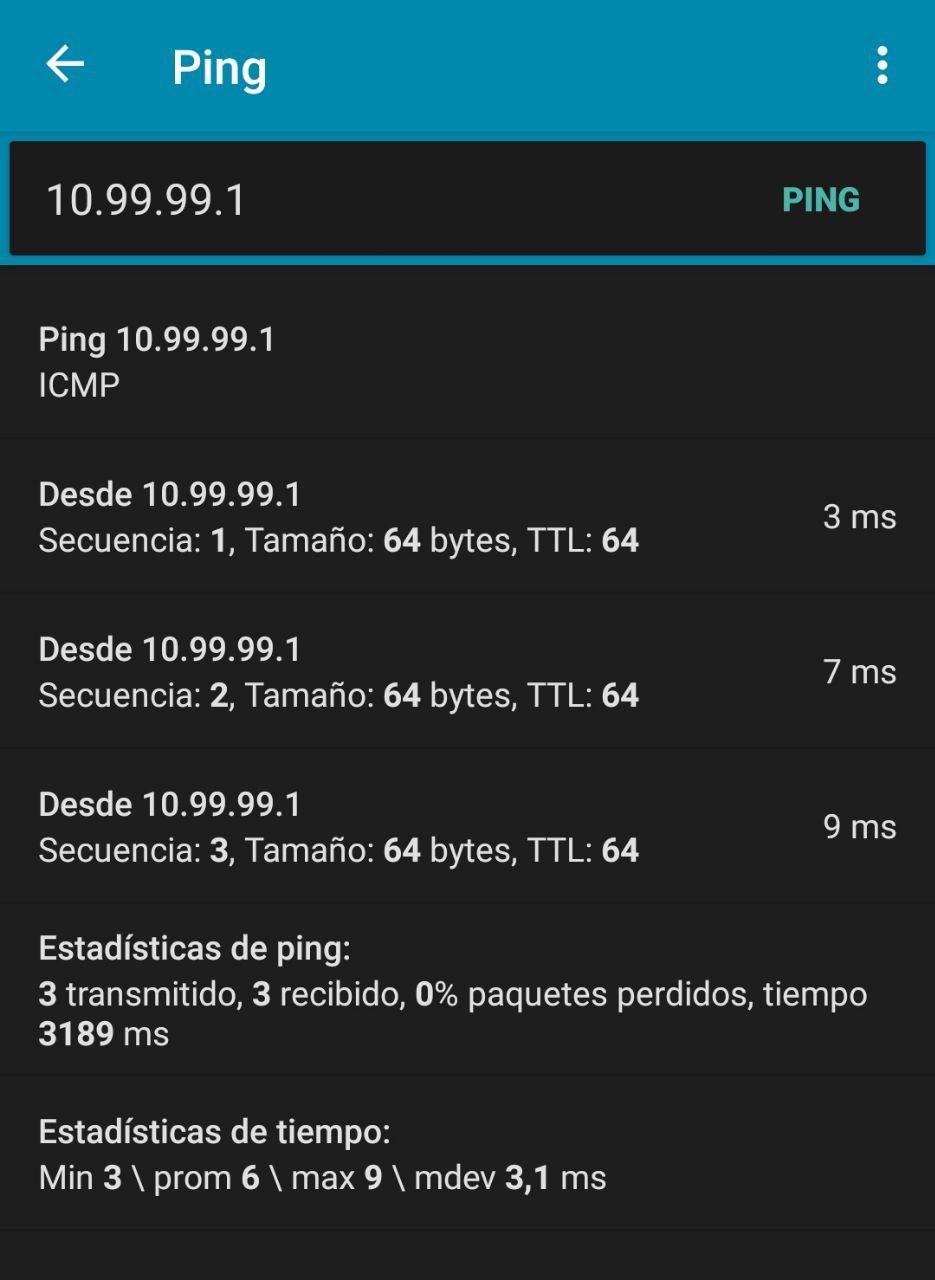 Ping
10.99.99.1 PING
Ping 10.99.99.1
ICMP
Desde 10.99.99.1
Secuencia: 1, Tamaño: 64 bytes, TTL: 64
3 ms
Desde 10.99.99.1
Secuencia: 2, Tamaño: 64 bytes, TTL: 64
7 ms
Desde 10.99.99.1
Secuencia: 3, Tamaño: 64 bytes, TTL: 64
9 ms
Estadísticas de ping:
3 transmitido, 3 recibido, 0% paquetes perdidos, tiempo
3189 ms
Estadísticas de tiempo:
Min 3 \ prom 6 \ max 9 \ mdev 3,1 ms